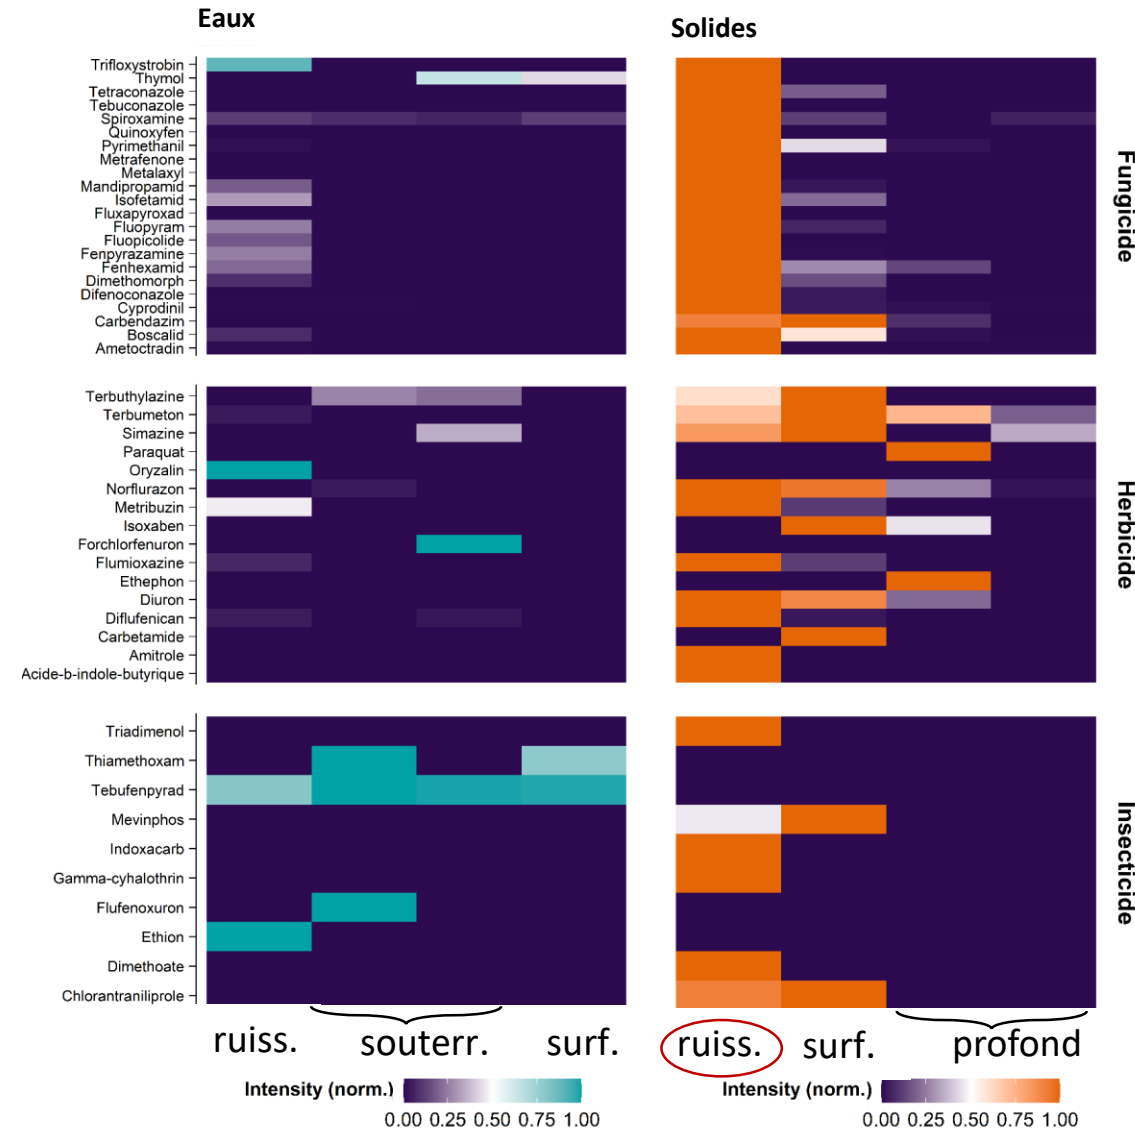 Eaux
Solides
Trifloxystrobin
Thymol
Tetraconazole
Tebuconazole
Spiroxamine
Quinoxyfen
Pyrimethanil
Metrafenone
Metalaxyl
Mandipropamid
Isofetamid
Fluxapyroxad
Fluopyram
Fluopicolide
Fenpyrazamine
Fenhexamid
Dimethomorph
Difenoconazole
Cyprodinil
Carbendazim
Boscalid
Ametoctradin
Fungicide
Terbuthylazine
Terbumeton
Simazine
Paraquat
Oryzalin
Norflurazon
Metribuzin
Isoxaben
Forchlorfenuron
Flumioxazine
Ethephon
Diuron
Diflufenican
Carbetamide
Amitrole
Acide-b-indole-butyrique
Herbicide
Triadimenol
Thiamethoxam
Tebufenpyrad
Mevinphos
Indoxacarb
Gamma-cyhalothrin
Flufenoxuron
Ethion
Dimethoate
Chlorantraniliprole
Insecticide
ruiss. souterr. surf.
ruiss. surf. profond
Intensity (norm.)
0.00 0.25 0.50 0.75 1.00
Intensity (norm.)
0.00 0.25 0.50 0.75 1.00